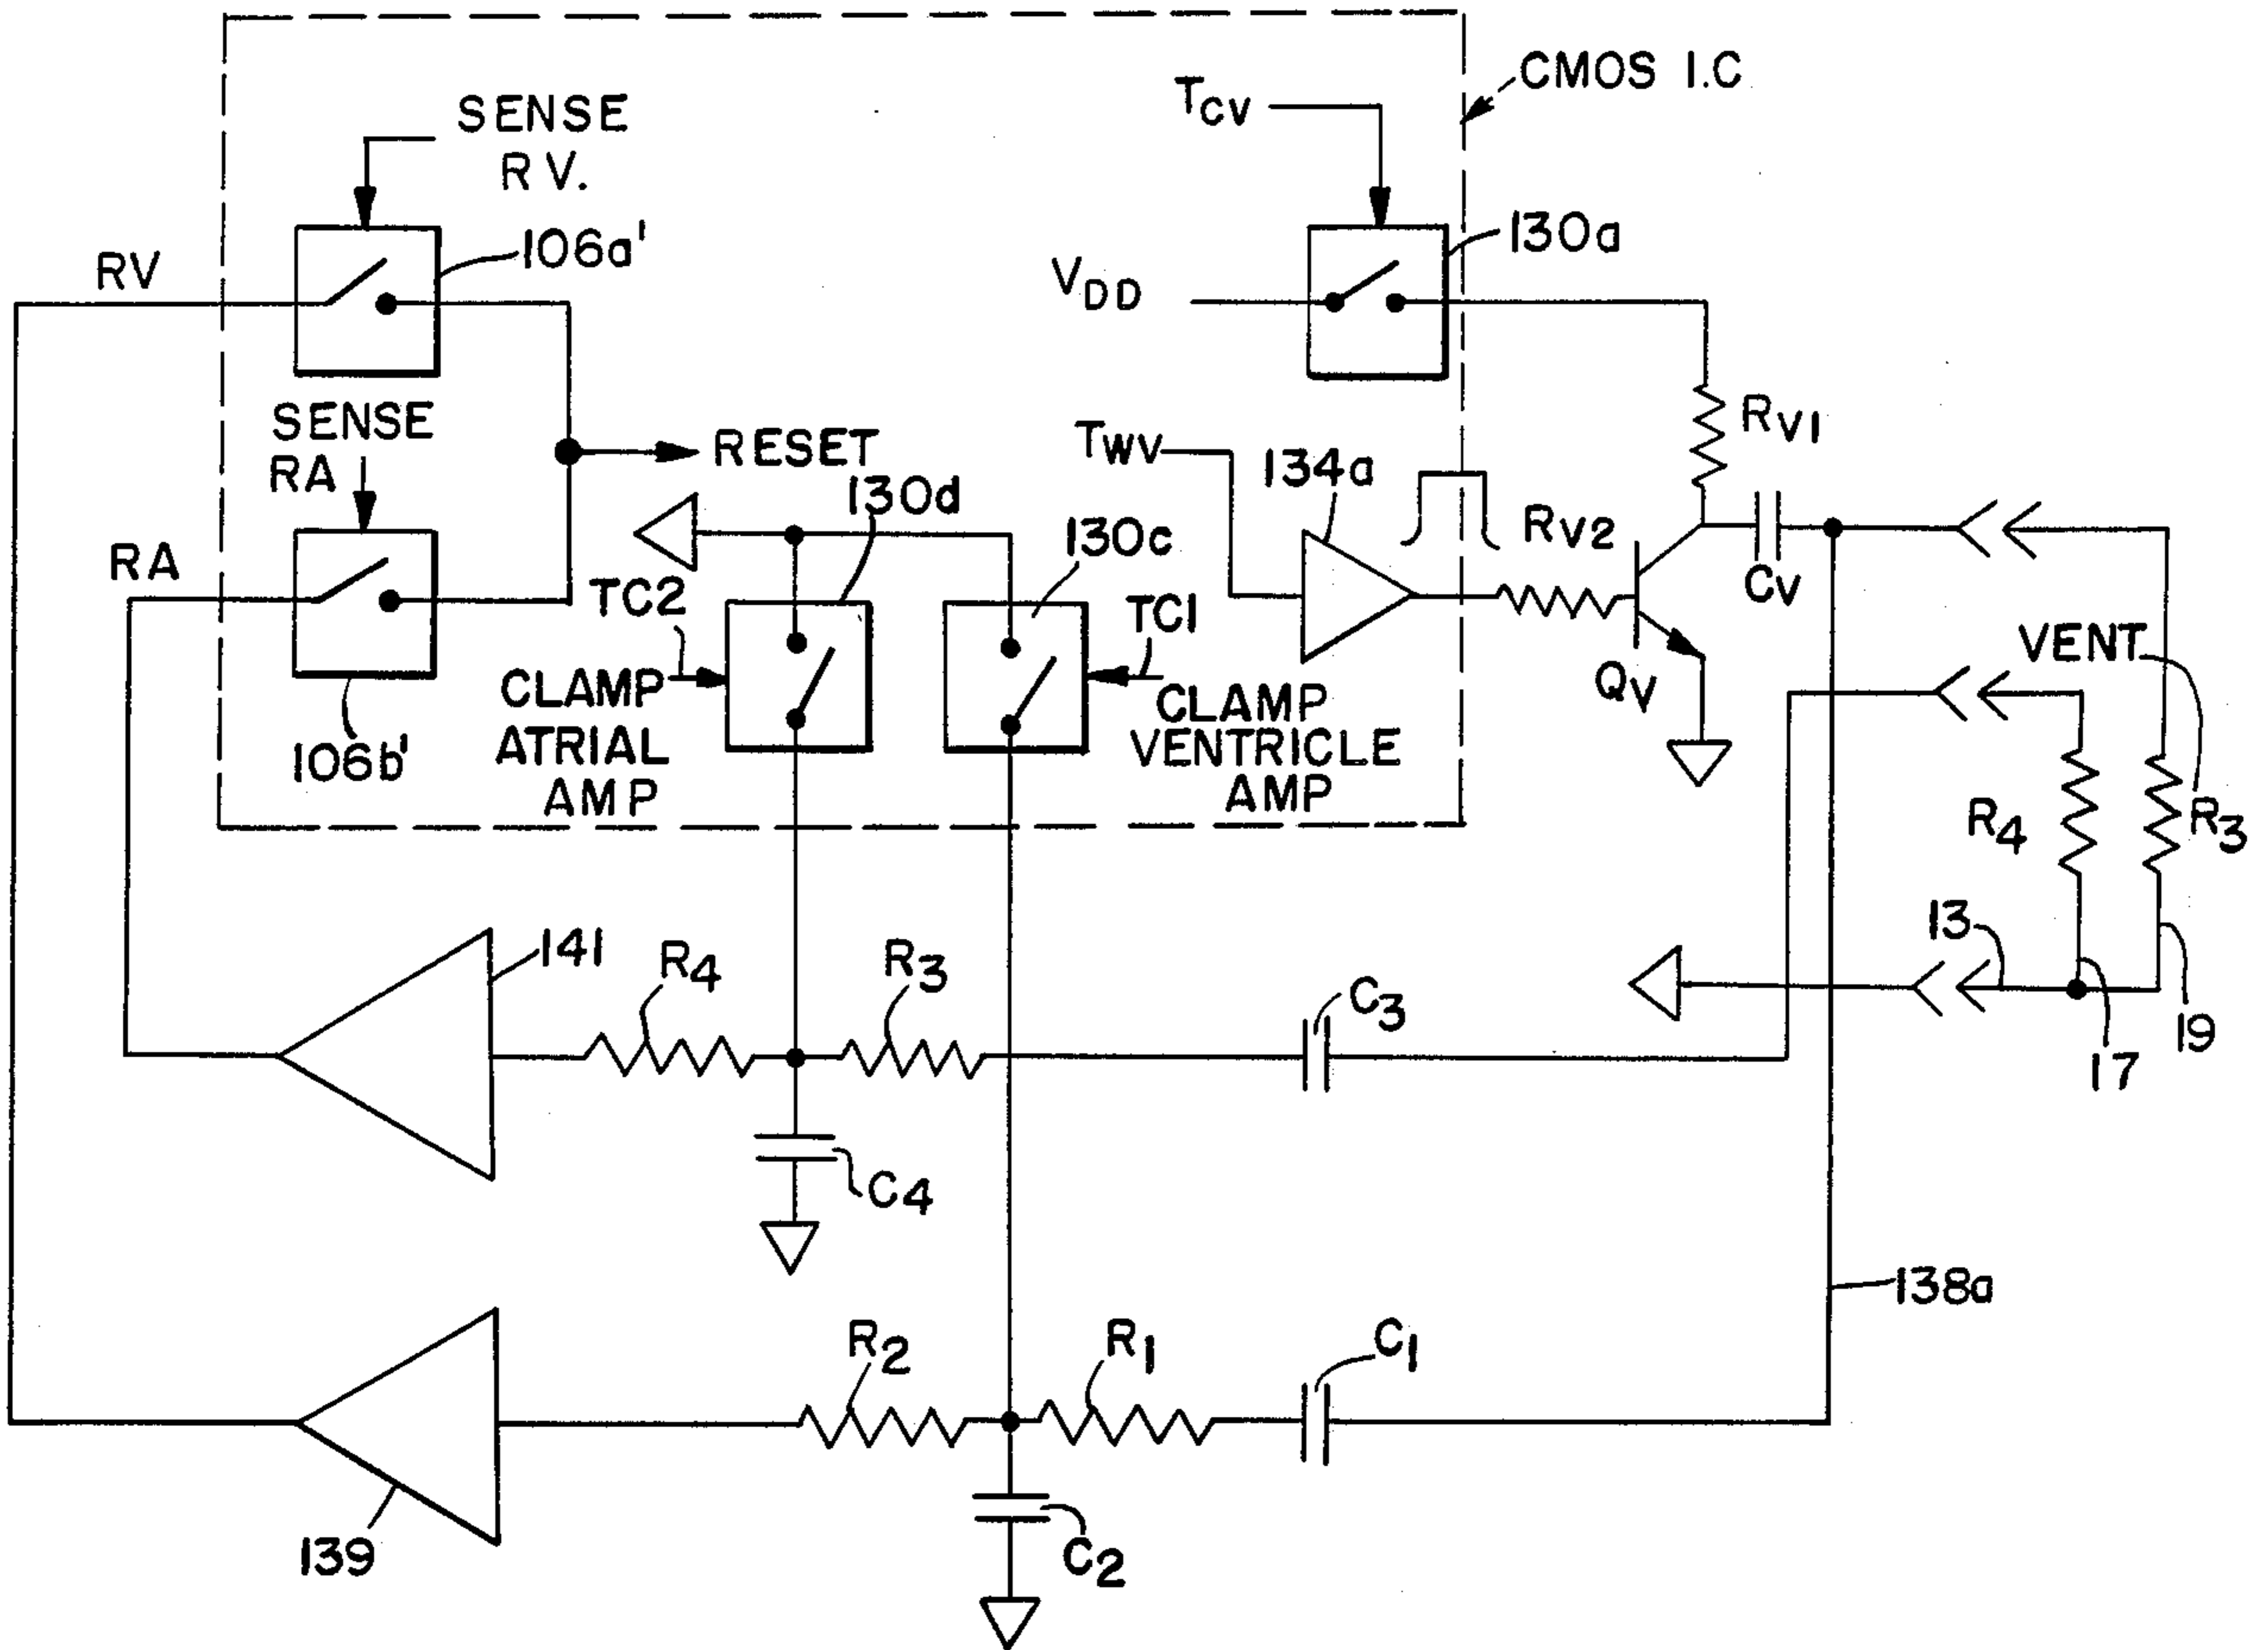 CMOS I.C
TCV
SENSE
RV.
130a
106a'
RV
VDD
RV1
SENSE
RA
RESET
TWV
134a
130d
RV2
130c
RA
CV
TC2
TC1
VENT
CLAMP
ATRIAL
AMP
CLAMP
VENTRICLE
AMP
QV
106b'
R4
R3
13
141
R4
R3
C3
19
17
C4
138a
R2
R1
C1
139
C2